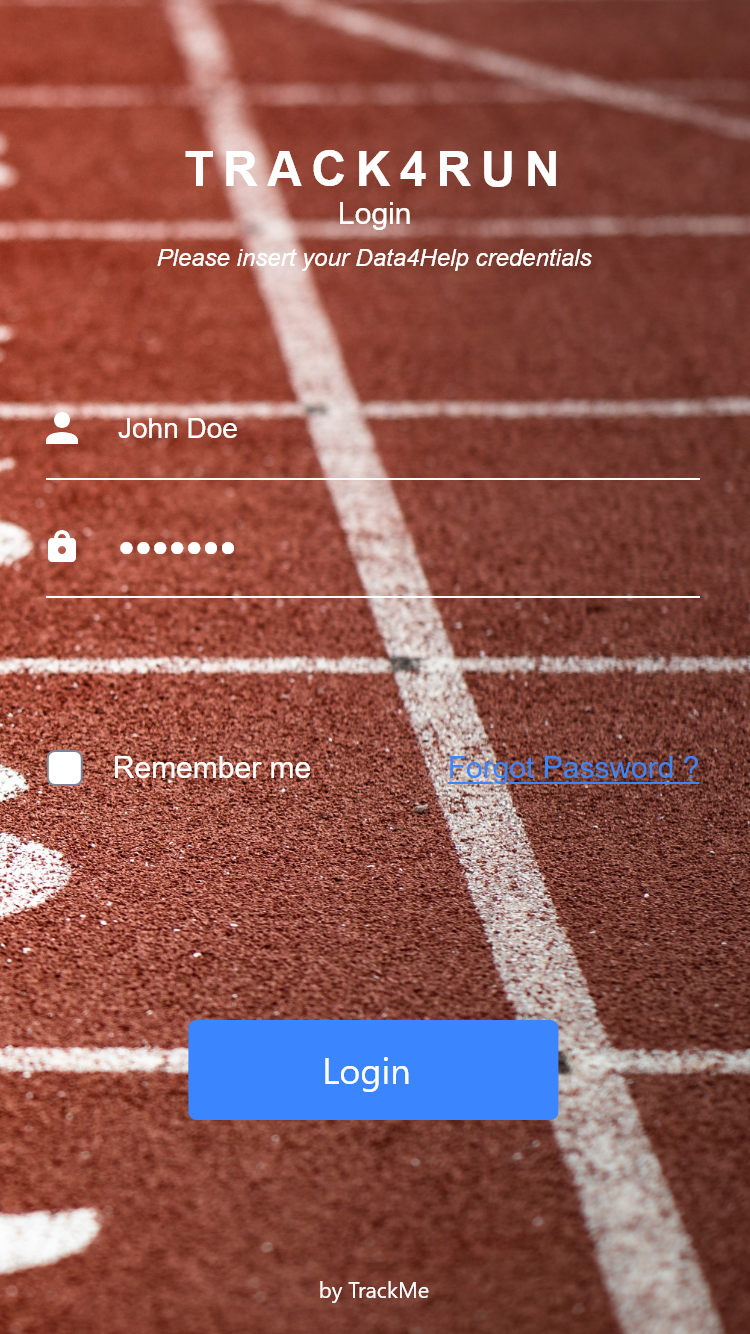 TRACK4RUN
Login
Please insert your Data4Help credentials
John Doe
•••••••
Remember me
Forgot Password ?
Login
by TrackMe